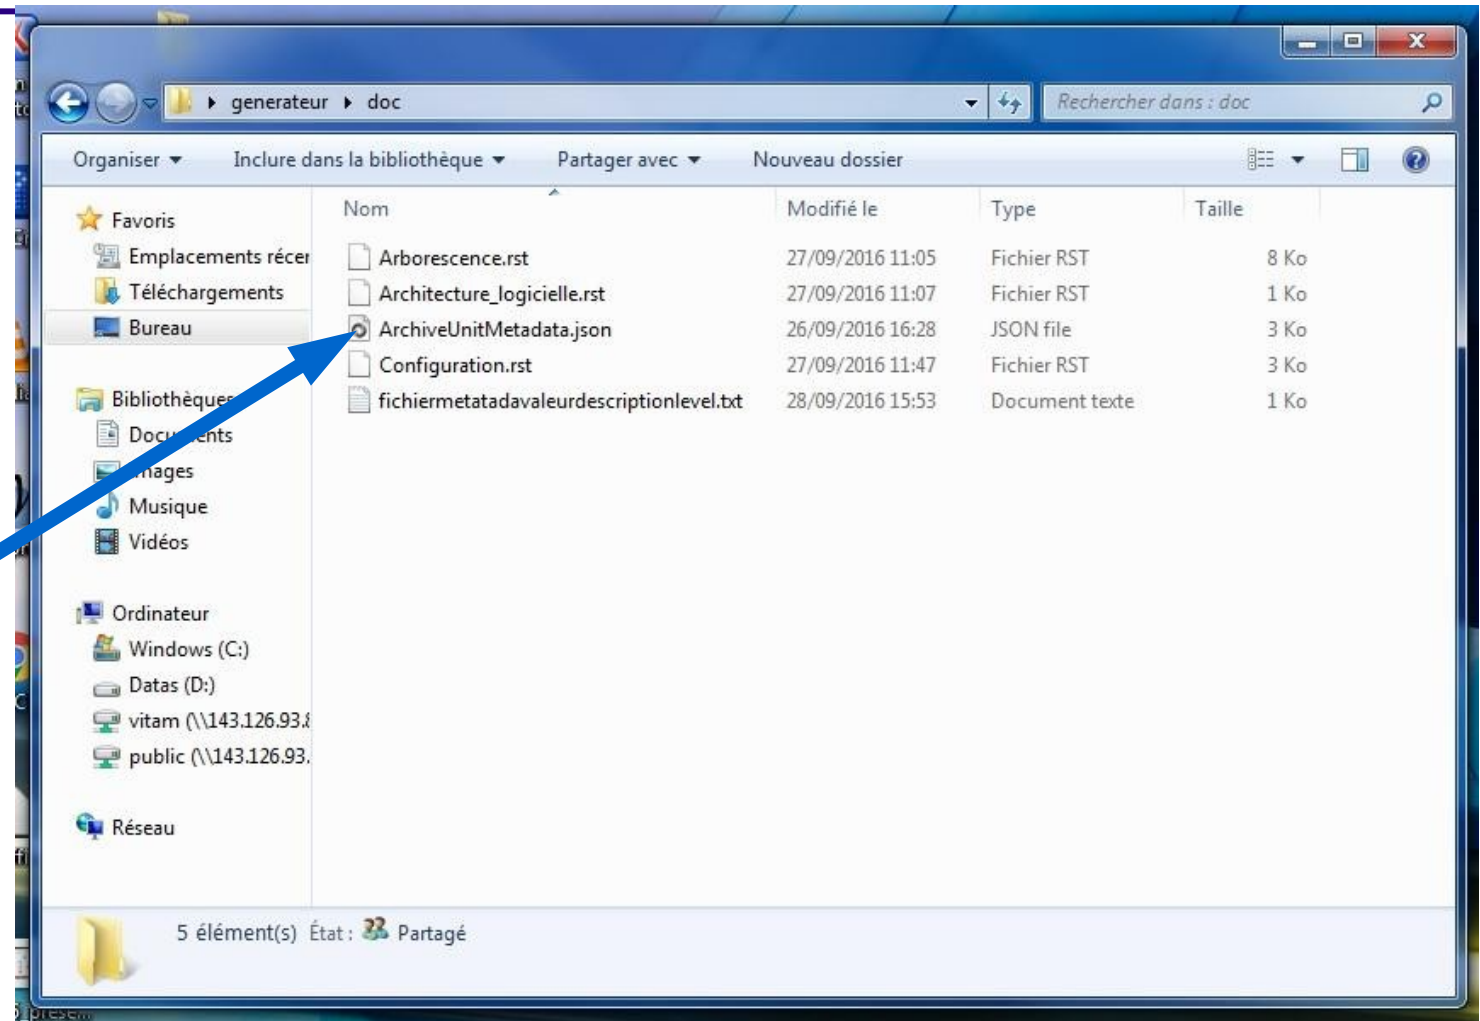 generateur doc
Rechercher dans : doc
Organiser Inclure dans la bibliothèque Partager avec Nouveau dossier
Nom Modifié le Type Taille
Favoris
Emplacements récer
Téléchargements
Bureau
Bibliothèques
Documents
Images
Musique
Vidéos
Ordinateur
Windows (C:)
Datas (D:)
vitam (\\143.126.93.8
public (\\143.126.93.
Réseau
Arborescence.rst 27/09/2016 11:05 Fichier RST 8 Ko
Architecture_logicielle.rst 27/09/2016 11:07 Fichier RST 1 Ko
ArchiveUnitMetadata.json 26/09/2016 16:28 JSON file 3 Ko
Configuration.rst 27/09/2016 11:47 Fichier RST 3 Ko
fichiermetatadavaleurdescriptionlevel.txt 28/09/2016 15:53 Document texte 1 Ko
5 élément(s) État : Partagé